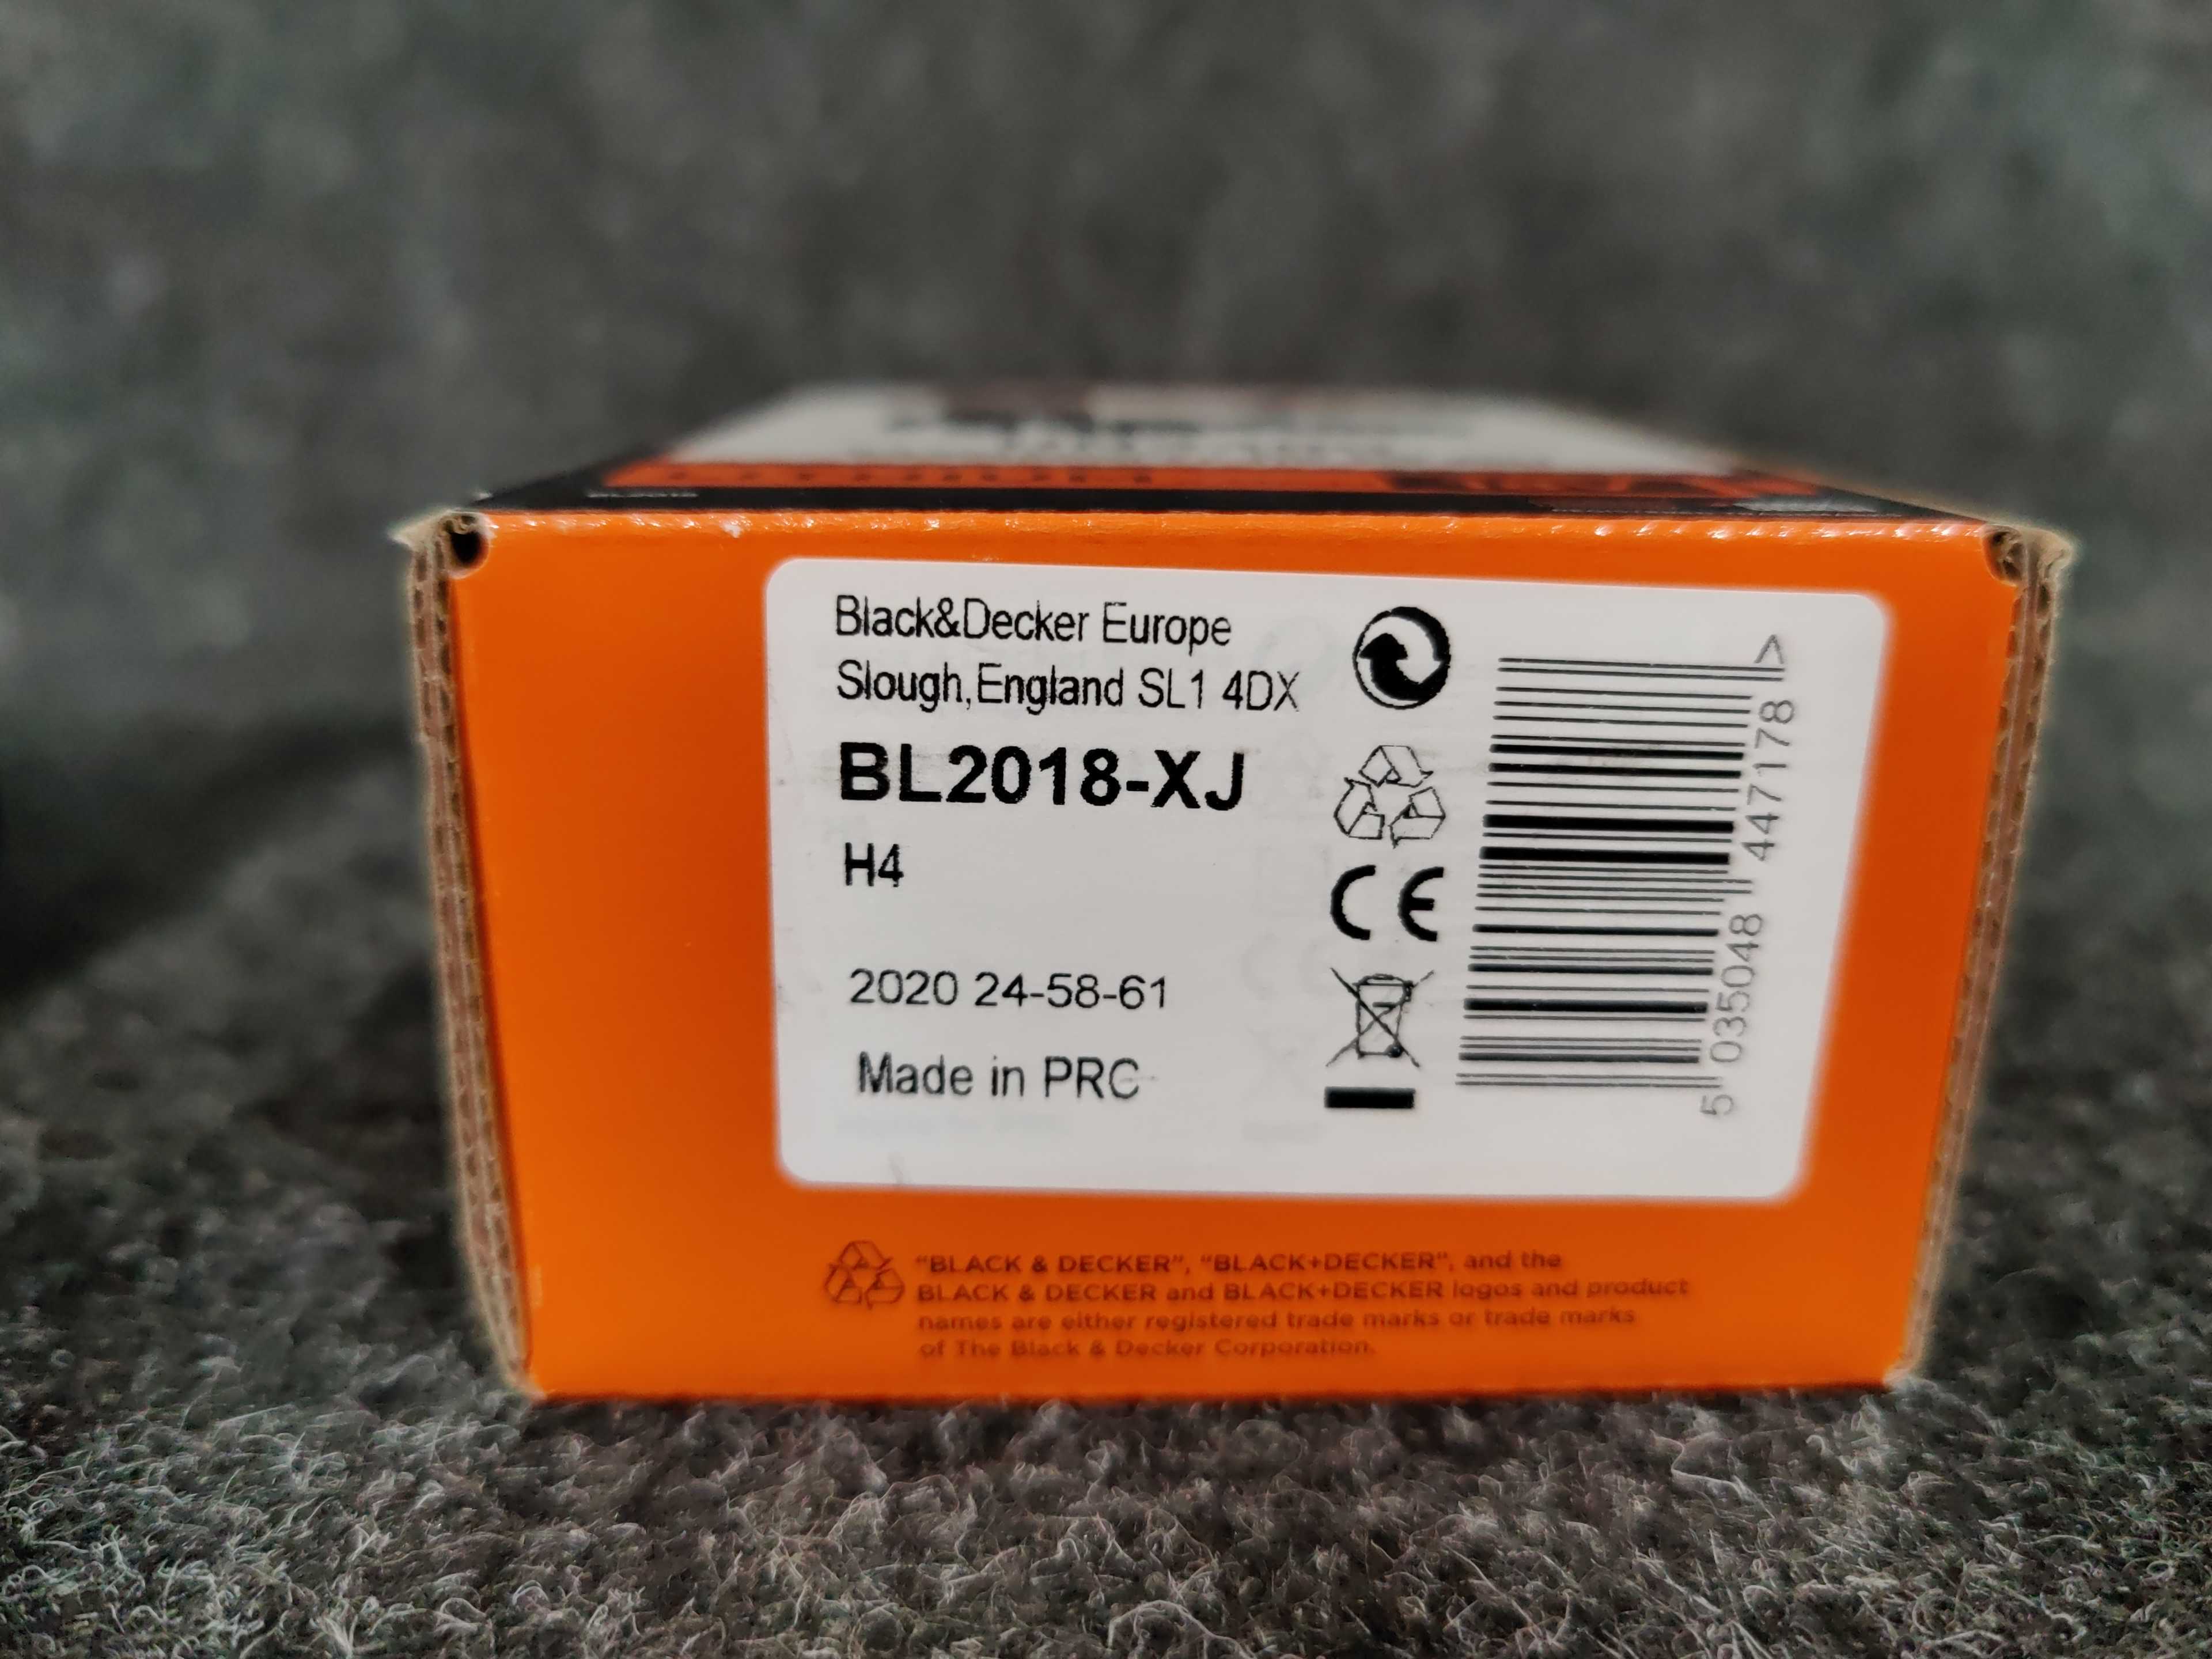 Black&Decker Europe
Slough,England SL1 4DX
BL2018-XJ
H4
2020 24-58-61
Made in PRC
CE
5 035048 447178 >
"BLACK & DECKER", "BLACK+DECKER", and the
BLACK & DECKER and BLACK+DECKER logos and product
names are either registered trade marks or trade marks
of The Black & Decker Corporation.